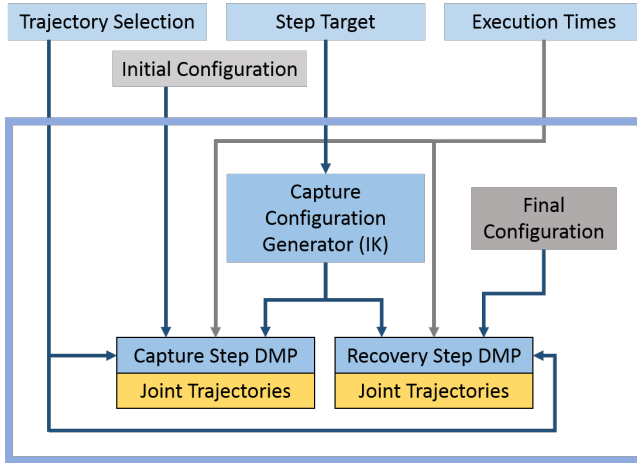 Trajectory Selection
Step Target
Execution Times
Initial Configuration
Capture
Configuration
Generator (IK)
Final
Configuration
Capture Step DMP
Joint Trajectories
Recovery Step DMP
Joint Trajectories